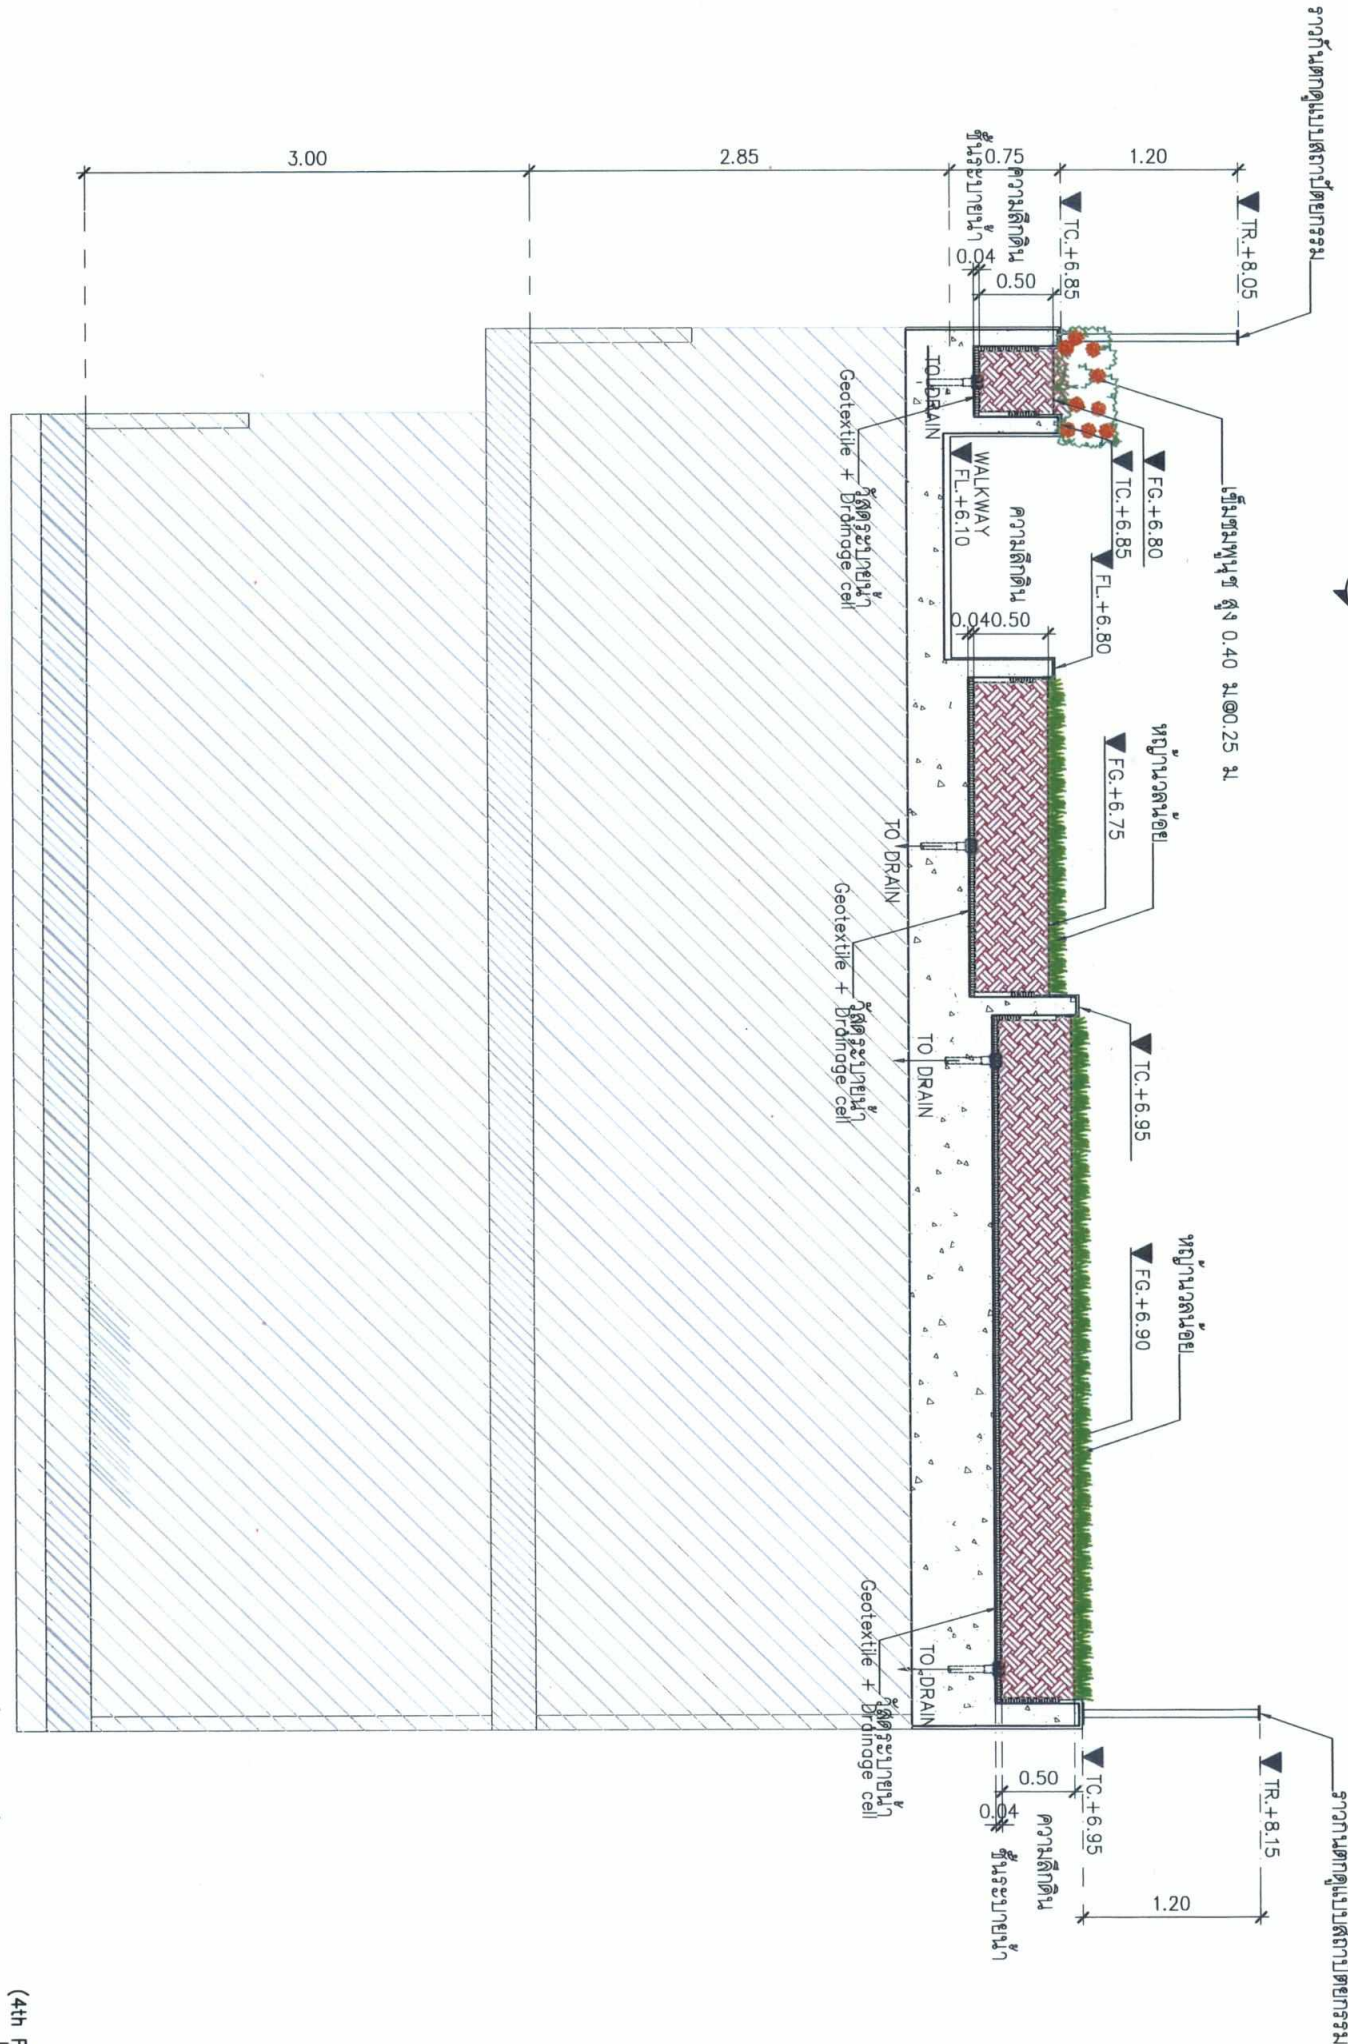 ราวกันตกดูแบบสถาปัตยกรรม
TR.+8.05
1.20
TC.+6.85
0.75
ความลึกดิน
0.50
ชั้นระบายน้ำ
0.04
2.85
3.00
เข็มชมพูนุช สูง 0.40 ม@0.25 ม
FG.+6.80
TC.+6.85
FL.+6.80
WALKWAY
FL.+6.10
ความลึกดิน
0.040.50
TO DRAIN
วัสดุระบายน้ำ
Geotextile + Drainage cell
หญ้านวลน้อย
FG.+6.75
TO DRAIN
วัสดุระบายน้ำ
Geotextile + Drainage cell
TC.+6.95
TO DRAIN
หญ้านวลน้อย
FG.+6.90
TO DRAIN
วัสดุระบายน้ำ
Geotextile + Drainage cell
ราวกันตกดูแบบสถาปัตยกรรม
TR.+8.15
1.20
TC.+6.95
0.50
ความลึกดิน
0.04
ชั้นระบายน้ำ
(4th